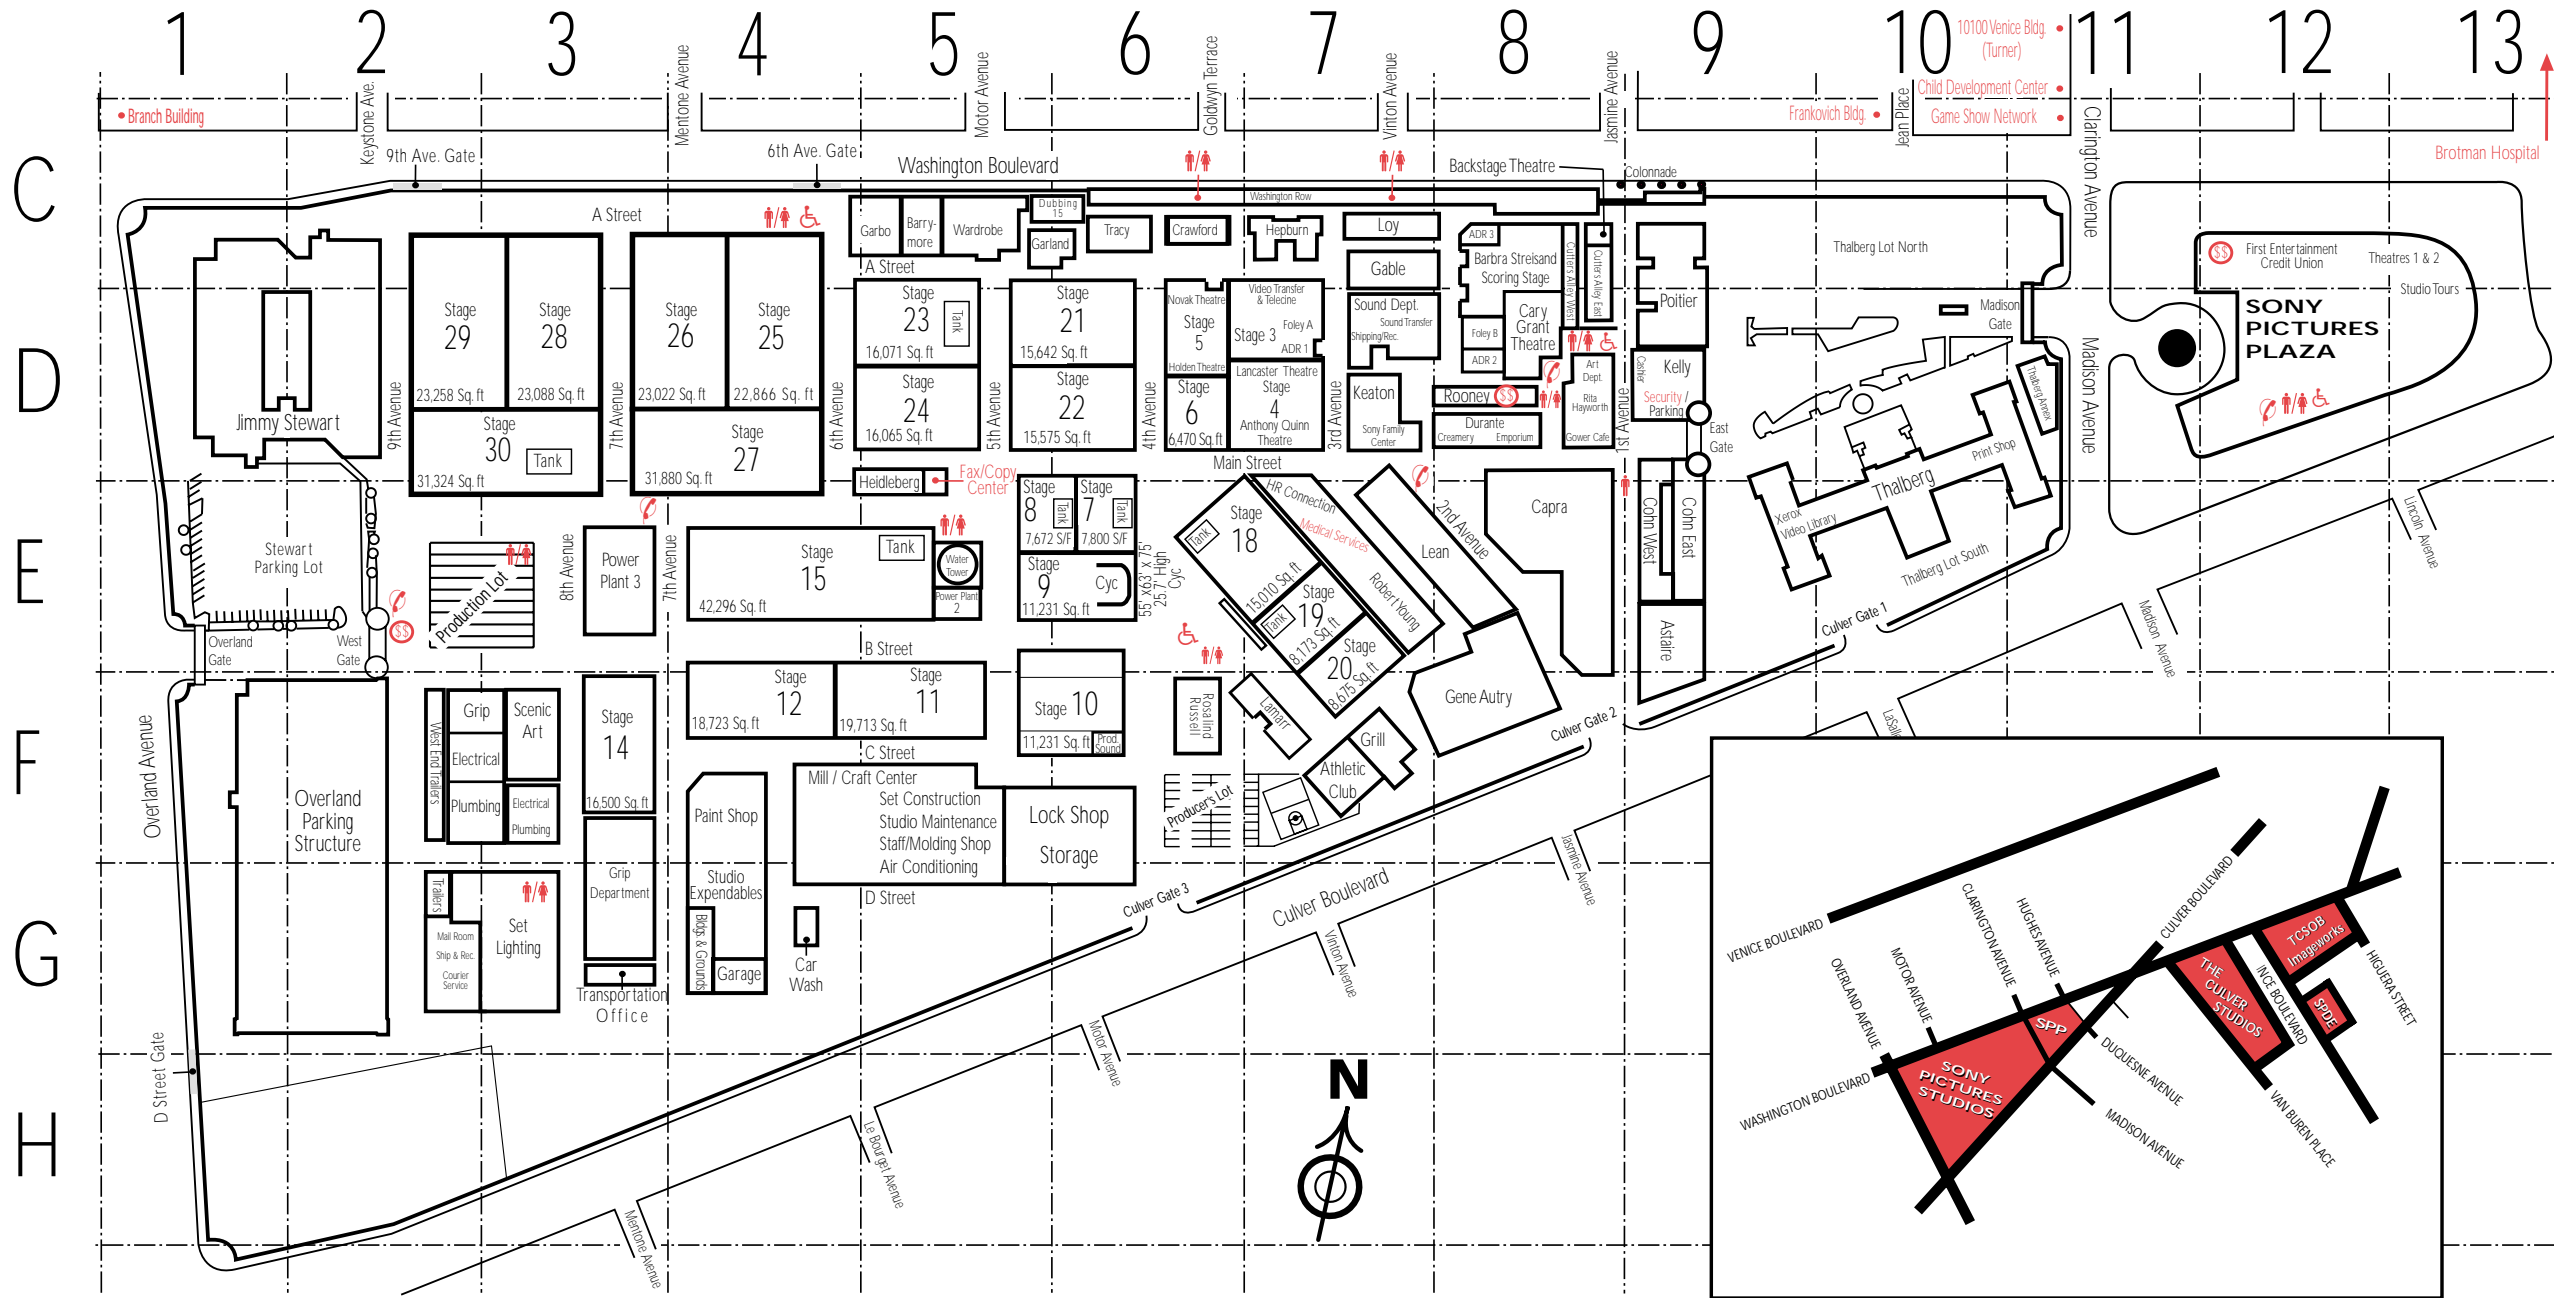 1 2 3 4 5 6 7 8 9 10 11 12 13
C
D
E
F
G
H
10100 Venice Bldg.
(Turner)
Child Development Center
Game Show Network
Frankovich Bldg.
Branch Building
Brotman Hospital
Keystone Ave.
Mentone Avenue
Motor Avenue
Goldwyn Terrace
Vinton Avenue
Jasmine Avenue
Jean Place
Clarington Avenue
9th Ave. Gate
6th Ave. Gate
Washington Boulevard
Backstage Theatre
Colonnade
Washington Row
A Street
Garbo
Barry-
more
Wardrobe
Dubbing
15
Garland
Tracy
Crawford
Hepburn
Loy
Gable
ADR 3
Barbra Streisand
Scoring Stage
Cutters Alley West
Cutters Alley East
Poitier
Thalberg Lot North
$$
First Entertainment
Credit Union
Theatres 1 & 2
Studio Tours
SONY
PICTURES
PLAZA
A Street
Jimmy Stewart
9th Avenue
Stage
29
23,258 Sq. ft
Stage
28
23,088 Sq. ft
Stage
30
Tank
31,324 Sq. ft
7th Avenue
Stage
26
23,022 Sq. ft
Stage
25
22,866 Sq. ft
Stage
27
31,880 Sq. ft
6th Avenue
Stage
23
Tank
16,071 Sq. ft
Stage
24
16,065 Sq. ft
5th Avenue
Stage
21
15,642 Sq. ft
Stage
22
15,575 Sq. ft
4th Avenue
Novak Theatre
Stage
5
Holden Theatre
Stage
6
6,470 Sq. ft
Video Transfer
& Telecine
Stage 3
Foley A
ADR 1
Lancaster Theatre
Stage
4
Anthony Quinn
Theatre
3rd Avenue
Sound Dept.
Sound Transfer
Shipping/Rec.
Keaton
Sony Family
Center
Foley B
ADR 2
Cary
Grant
Theatre
Rooney
$$
Durante
Creamery Emporium
Art
Dept.
Rita
Hayworth
Gower Cafe
1st Avenue
Cashier
Kelly
Security /
Parking
East
Gate
Madison
Gate
Thalberg Annex
Print Shop
Thalberg
Xerox
Video Library
Thalberg Lot South
Madison Avenue
Lincoln Avenue
Main Street
Heidleberg
Fax/Copy
Center
Stewart
Parking Lot
Overland
Gate
West
Gate
$$
Production Lot
8th Avenue
Power
Plant 3
7th Avenue
Stage
15
Tank
42,296 Sq. ft
Water
Tower
Power Plant
2
Stage
8
Tank
7,672 S/F
Stage
7
Tank
7,800 S/F
Stage
9
Cyc
11,231 Sq. ft
55' x 63' x 75'
25.7' High
Cyc
Stage
18
Tank
15,010 Sq. ft
Stage
19
Tank
8,173 Sq. ft
Stage
20
8,675 Sq. ft
HR Connection
Medical Services
Robert Young
Lean
2nd Avenue
Capra
Cohn West
Cohn East
Astaire
Culver Gate 1
Madison Avenue
B Street
Overland Avenue
Overland
Parking
Structure
West End Trailers
Grip
Electrical
Plumbing
Scenic
Art
Electrical
Plumbing
Stage
14
16,500 Sq. ft
Stage
12
18,723 Sq. ft
Stage
11
19,713 Sq. ft
Stage 10
11,231 Sq. ft
Prod.
Sound
Rosalind
Russell
Lamarr
Gene Autry
Grill
Athletic
Club
Culver Gate 2
LaSalle
C Street
Paint Shop
Mill / Craft Center
Set Construction
Studio Maintenance
Staff/Molding Shop
Air Conditioning
Lock Shop
Storage
Producer's Lot
Jasmine Avenue
D Street
Culver Gate 3
Culver Boulevard
Trailers
Set
Lighting
Mail Room
Ship & Rec.
Courier
Service
Grip
Department
Transportation
Office
Studio
Expendables
Bldgs & Grounds
Garage
Car
Wash
Vinton Avenue
Motor Avenue
D Street Gate
Le Bourget Avenue
Mentone Avenue
N
VENICE BOULEVARD
CULVER BOULEVARD
CLARINGTON AVENUE
HUGHES AVENUE
MOTOR AVENUE
OVERLAND AVENUE
WASHINGTON BOULEVARD
SONY
PICTURES
STUDIOS
SPP
THE
CULVER
STUDIOS
INCE BOULEVARD
TCSOB
Imageworks
SPDE
HIGUERA STREET
DUQUESNE AVENUE
MADISON AVENUE
VAN BUREN PLACE